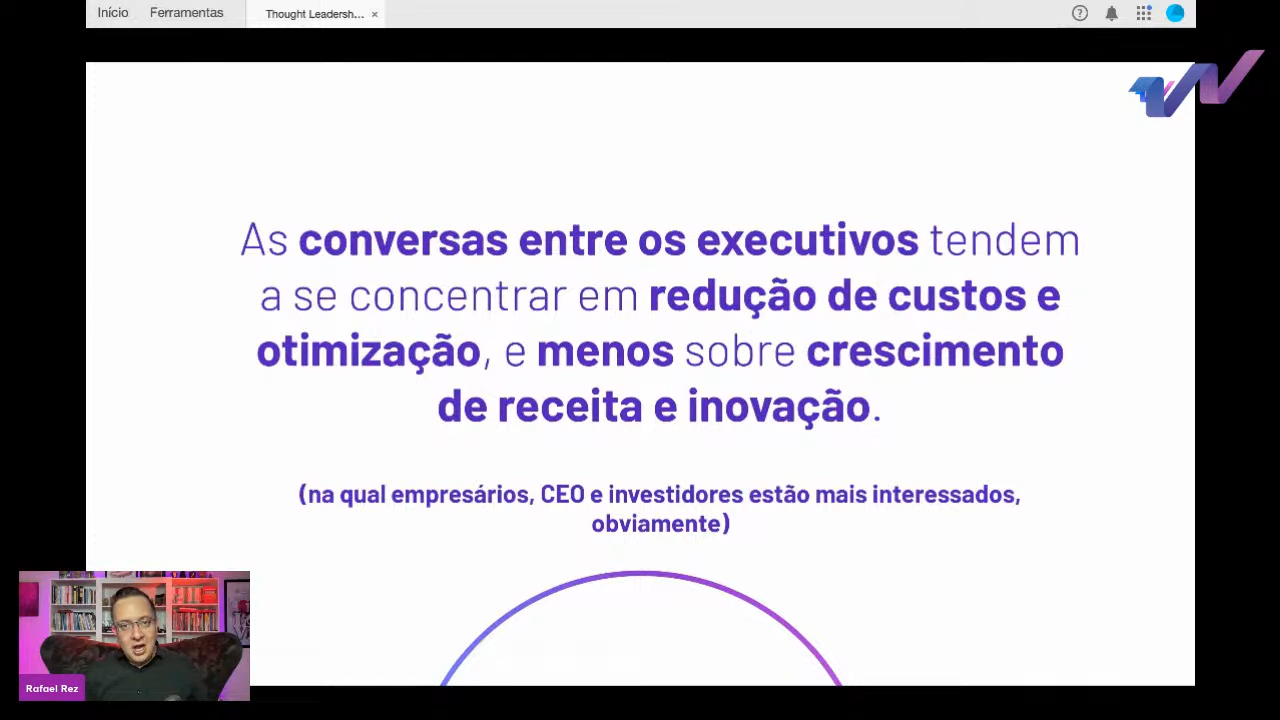 Início Ferramentas Thought Leadersh... ×
As conversas entre os executivos tendem
a se concentrar em redução de custos e
otimização, e menos sobre crescimento
de receita e inovação.
(na qual empresários, CEO e investidores estão mais interessados,
obviamente)
Rafael Rez